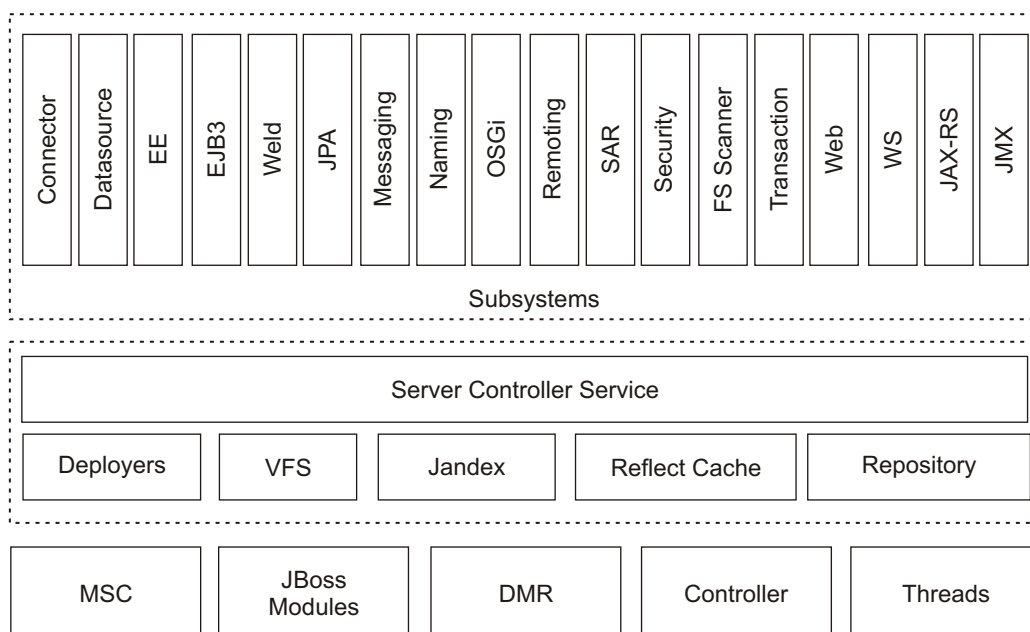 Connector
Datasource
EE
EJB3
Weld
JPA
Messaging
Naming
OSGi
Remoting
SAR
Security
FS Scanner
Transaction
Web
WS
JAX-RS
JMX
Subsystems
Server Controller Service
Deployers
VFS
Jandex
Reflect Cache
Repository
MSC
JBoss
Modules
DMR
Controller
Threads